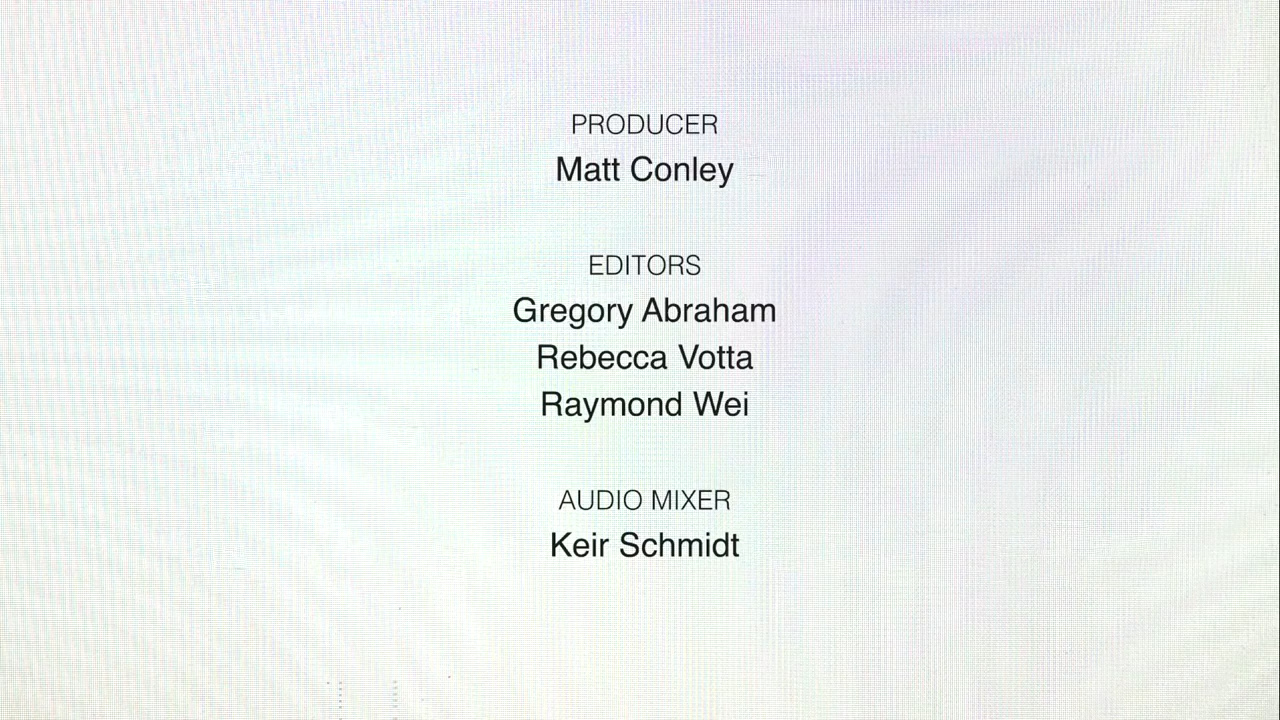 PRODUCER
Matt Conley
EDITORS
Gregory Abraham
Rebecca Votta
Raymond Wei
AUDIO MIXER
Keir Schmidt